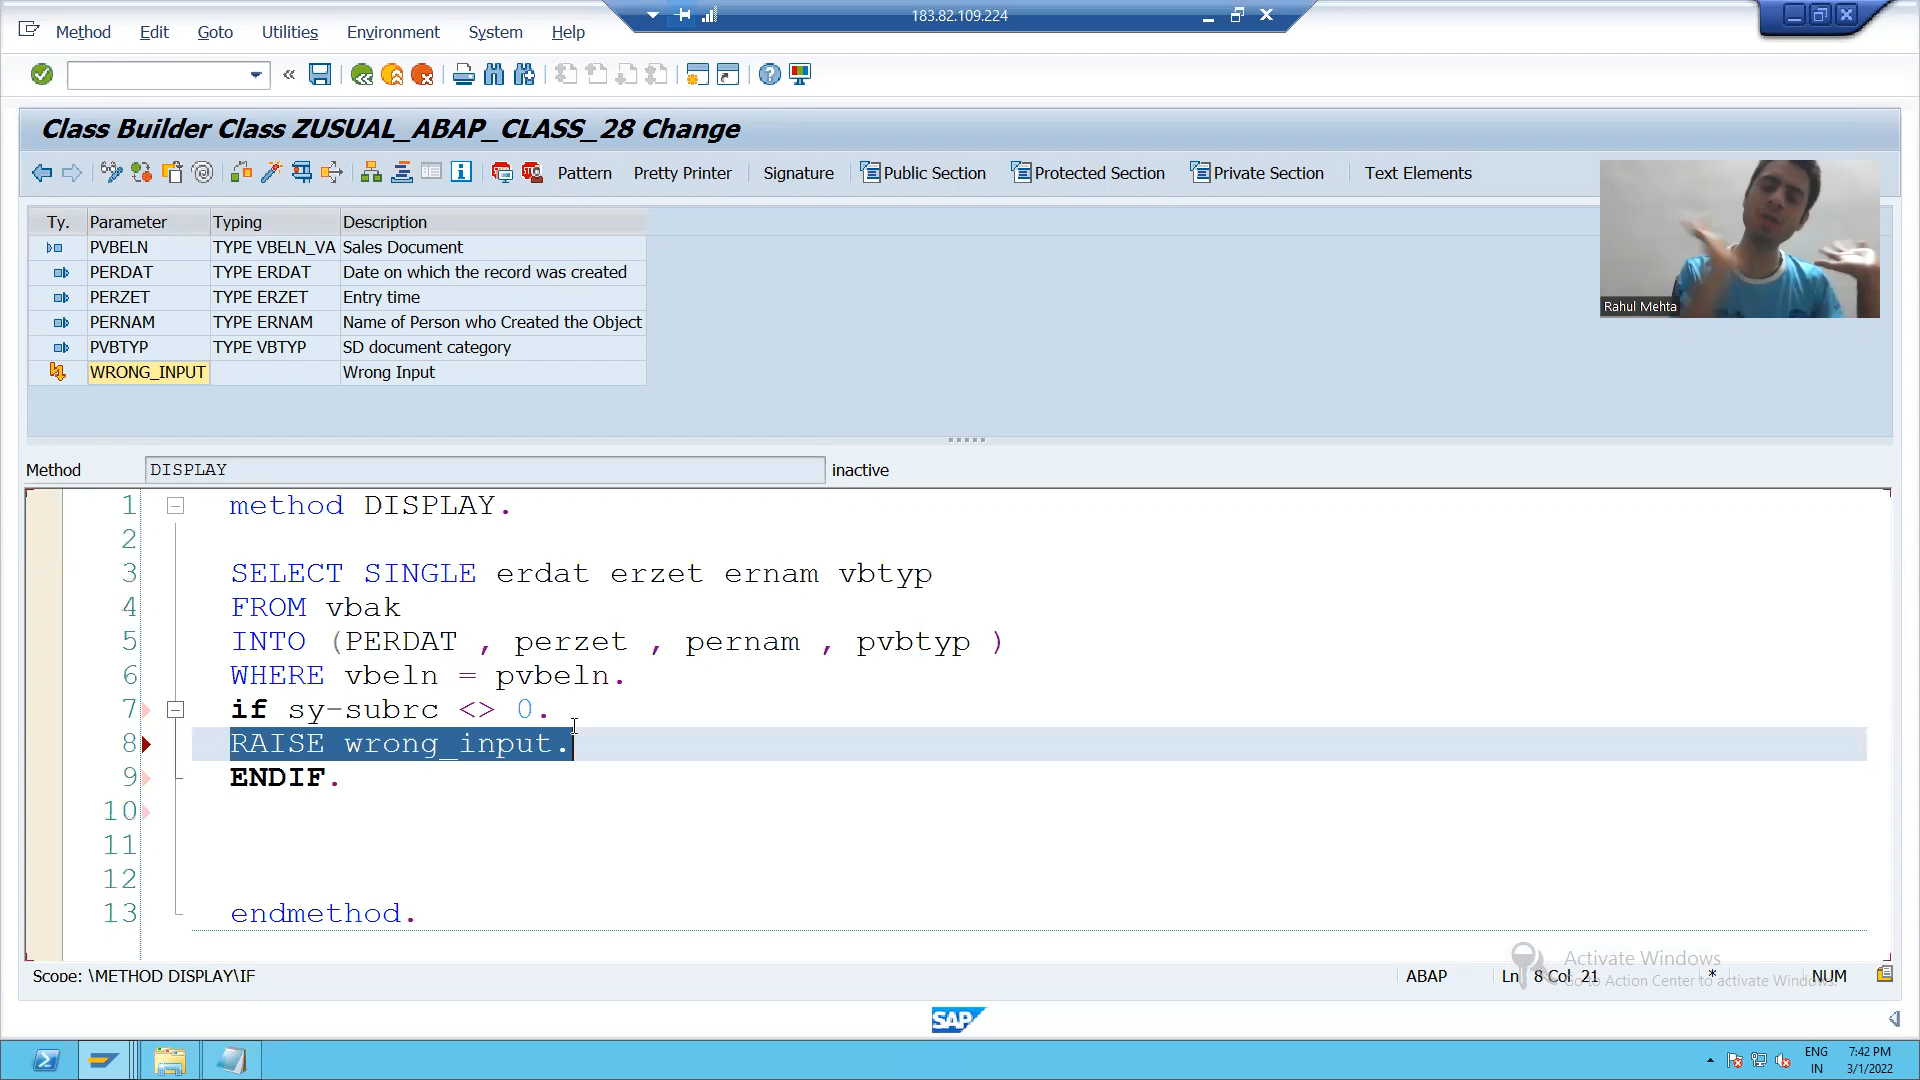 183.82.109.224
Method Edit Goto Utilities Environment System Help
Class Builder Class ZUSUAL_ABAP_CLASS_28 Change
Pattern Pretty Printer Signature Public Section Protected Section Private Section Text Elements
Ty. Parameter Typing Description
PVBELN TYPE VBELN_VA Sales Document
PERDAT TYPE ERDAT Date on which the record was created
PERZET TYPE ERZET Entry time
PERNAM TYPE ERNAM Name of Person who Created the Object
PVBTYP TYPE VBTYP SD document category
WRONG_INPUT Wrong Input
Rahul Mehta
Method DISPLAY inactive
1 method DISPLAY.
2
3 SELECT SINGLE erdat erzet ernam vbtyp
4 FROM vbak
5 INTO (PERDAT , perzet , pernam , pvbtyp )
6 WHERE vbeln = pvbeln.
7 if sy-subrc <> 0.
8 RAISE wrong_input.
9 ENDIF.
10
11
12
13 endmethod.
Activate Windows
Go to Action Center to activate Windows.
Scope: \METHOD DISPLAY\IF ABAP Ln 8 Col 21 * NUM
SAP
ENG 7:42 PM
IN 3/1/2022